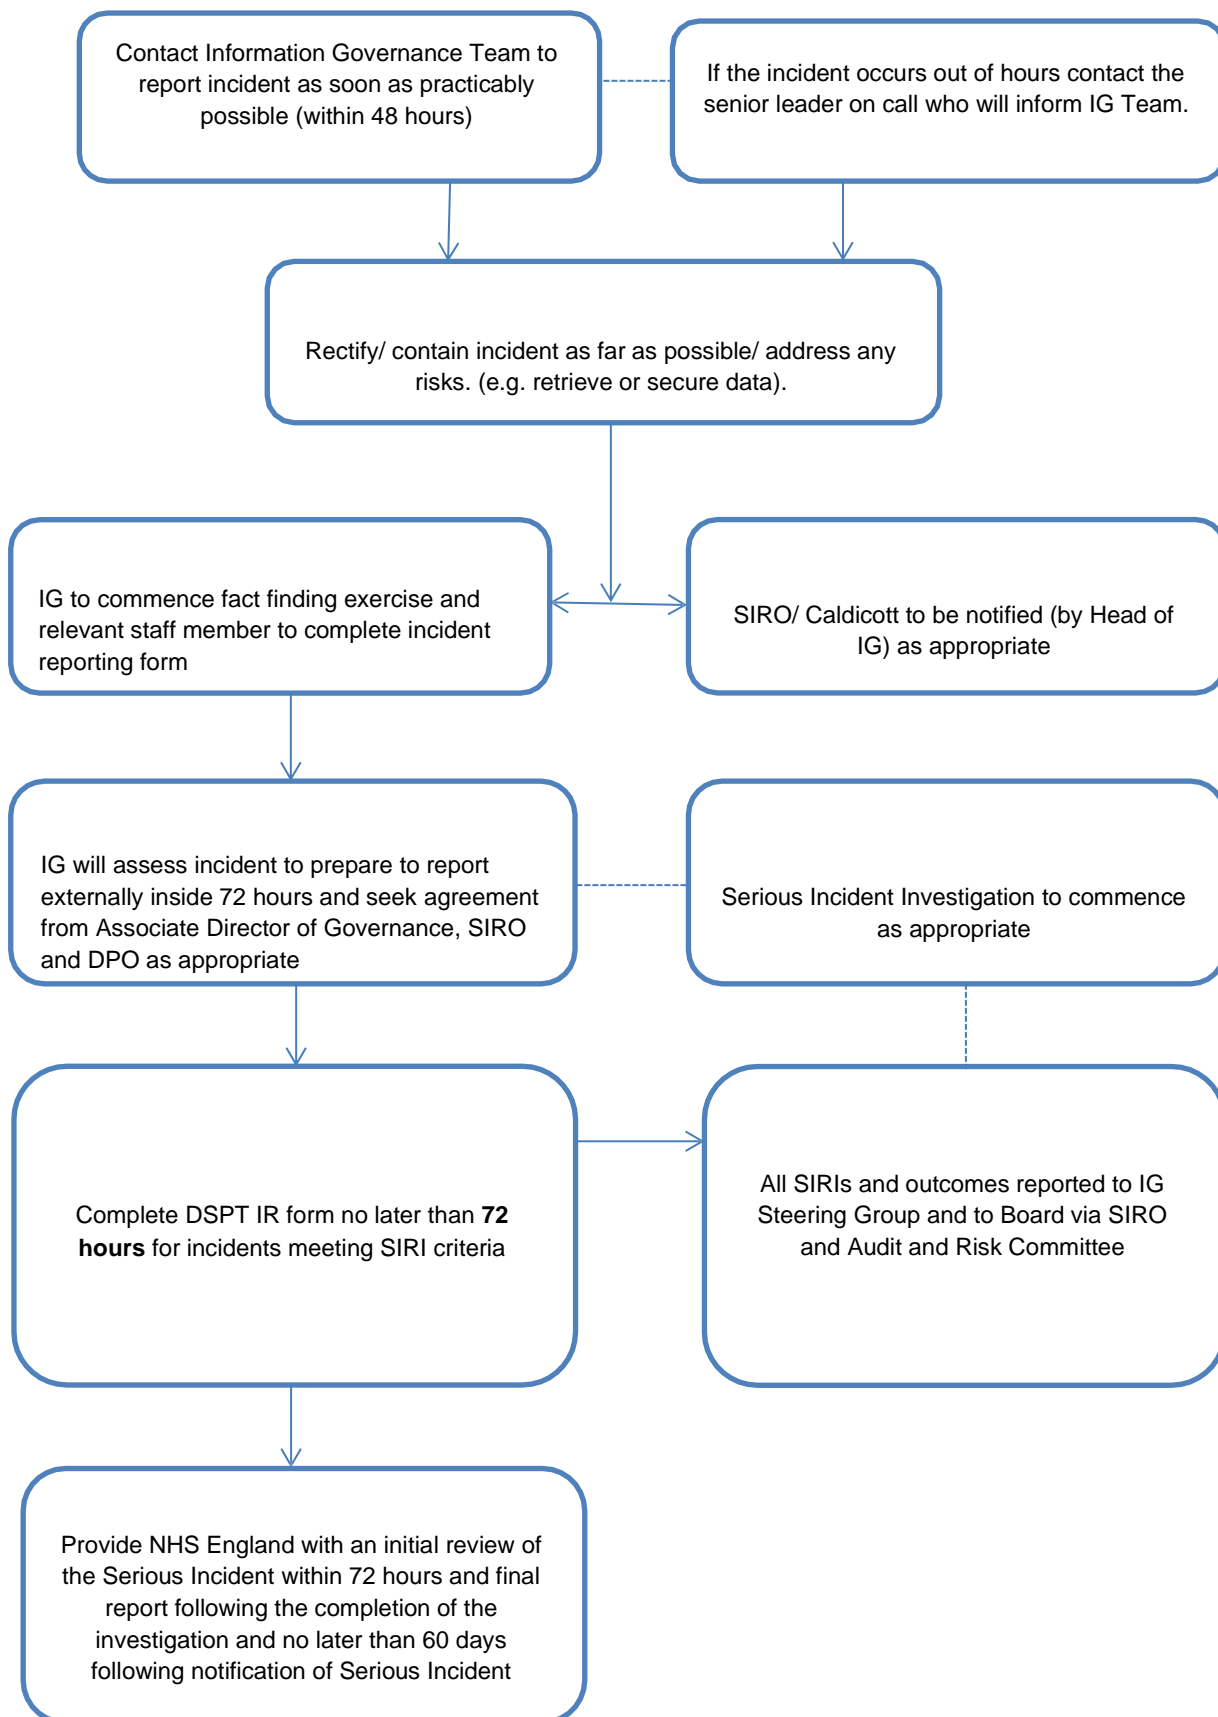 Contact Information Governance Team to
report incident as soon as practicably
possible (within 48 hours)
If the incident occurs out of hours contact the
senior leader on call who will inform IG Team.
Rectify/ contain incident as far as possible/ address any
risks. (e.g. retrieve or secure data).
IG to commence fact finding exercise and
relevant staff member to complete incident
reporting form
SIRO/ Caldicott to be notified (by Head of
IG) as appropriate
IG will assess incident to prepare to report
externally inside 72 hours and seek agreement
from Associate Director of Governance, SIRO
and DPO as appropriate
Serious Incident Investigation to commence
as appropriate
Complete DSPT IR form no later than 72
hours for incidents meeting SIRI criteria
All SIRIs and outcomes reported to IG
Steering Group and to Board via SIRO
and Audit and Risk Committee
Provide NHS England with an initial review of
the Serious Incident within 72 hours and final
report following the completion of the
investigation and no later than 60 days
following notification of Serious Incident